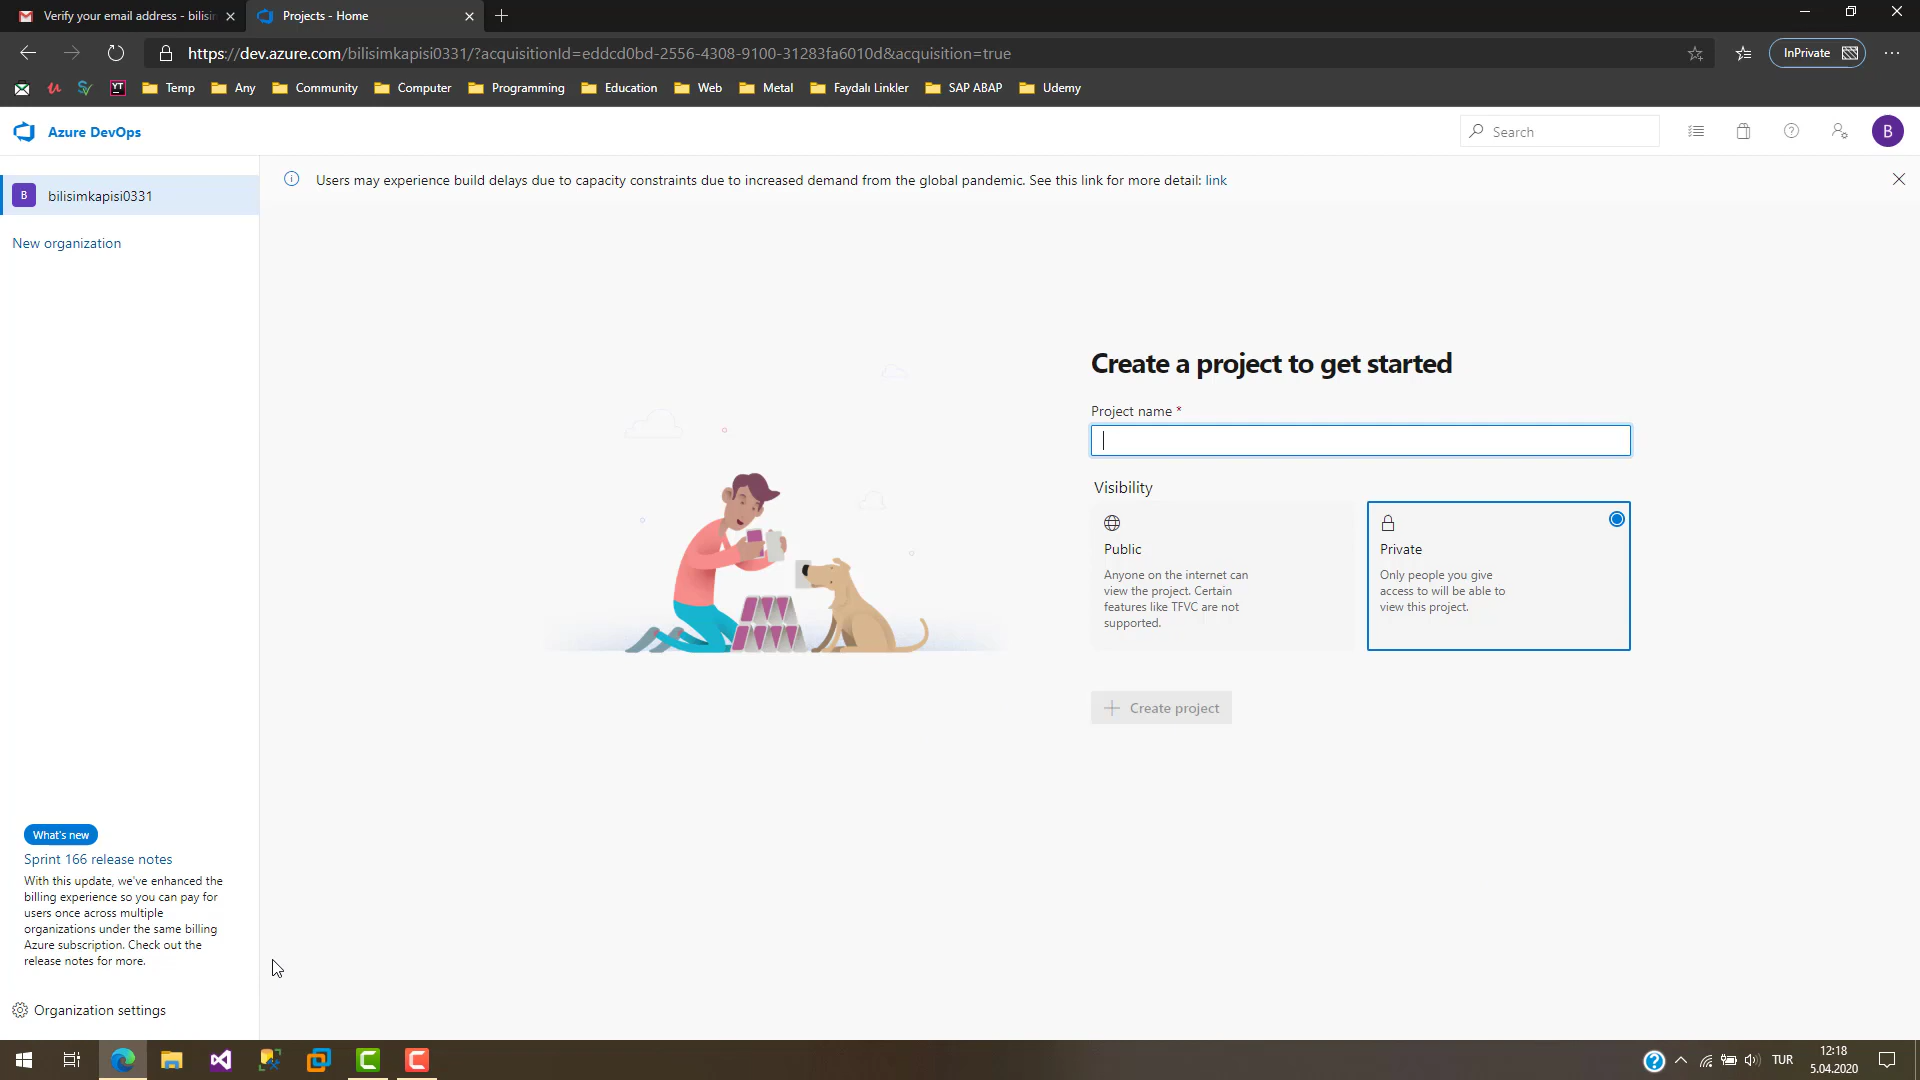 Verify your email address - bilisin
Projects - Home
https://dev.azure.com/bilisimkapisi0331/?acquisitionId=eddcd0bd-2556-4308-9100-31283fa6010d&acquisition=true
InPrivate
YT
Temp
Any
Community
Computer
Programming
Education
Web
Metal
Faydalı Linkler
SAP ABAP
Udemy
Azure DevOps
Search
B
B
bilisimkapisi0331
Users may experience build delays due to capacity constraints due to increased demand from the global pandemic. See this link for more detail: link
New organization
Create a project to get started
Project name *
Visibility
Public
Anyone on the internet can
view the project. Certain
features like TFVC are not
supported.
Private
Only people you give
access to will be able to
view this project.
Create project
What's new
Sprint 166 release notes
With this update, we've enhanced the
billing experience so you can pay for
users once across multiple
organizations under the same billing
Azure subscription. Check out the
release notes for more.
Organization settings
TUR
12:18
5.04.2020